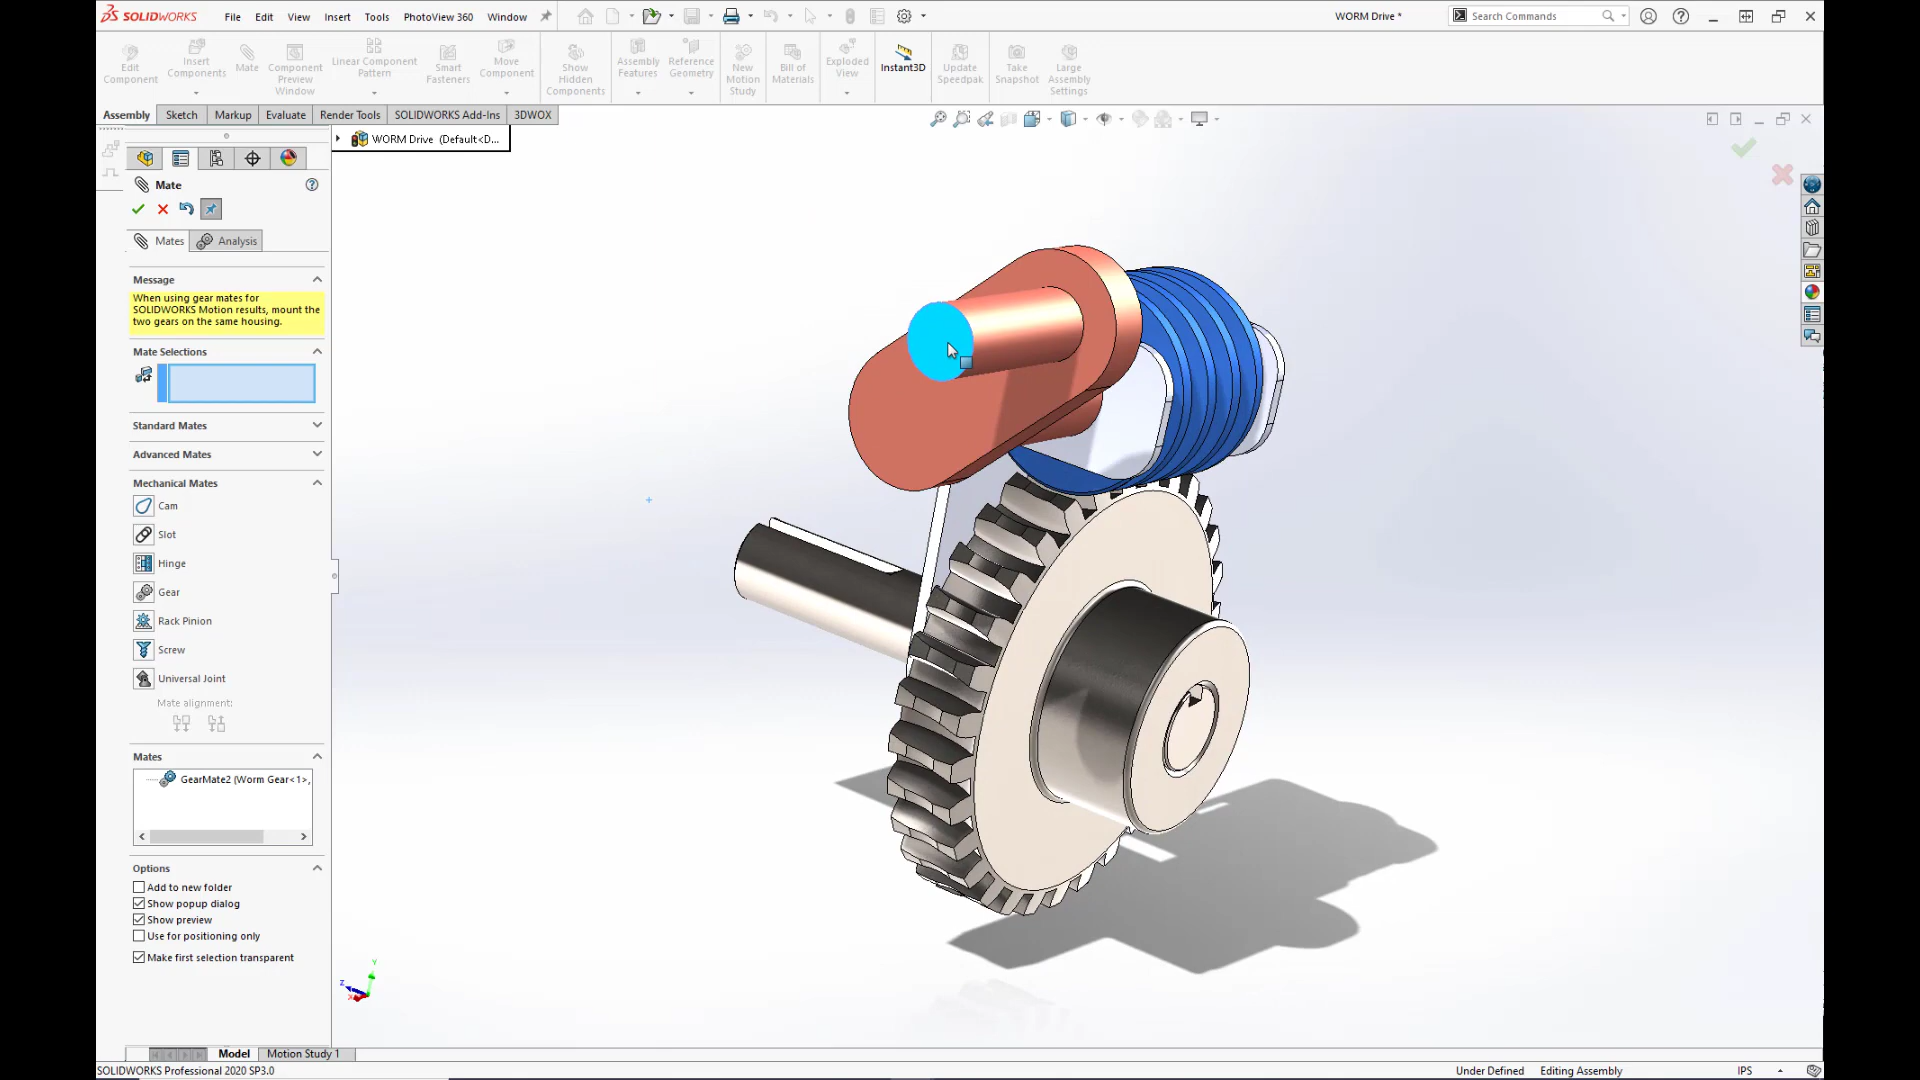 SOLIDWORKS
File Edit View Insert Tools PhotoView 360 Window
WORM Drive *
Search Commands
Edit Component
Insert Components
Mate
Component Preview Window
Linear Component Pattern
Smart Fasteners
Move Component
Show Hidden Components
Assembly Features
Reference Geometry
New Motion Study
Bill of Materials
Exploded View
Instant3D
Update Speedpak
Take Snapshot
Large Assembly Settings
Assembly Sketch Markup Evaluate Render Tools SOLIDWORKS Add-Ins 3DWOX
WORM Drive (Default<D...
Mate
Mates Analysis
Message
When using gear mates for
SOLIDWORKS Motion results, mount the
two gears on the same housing.
Mate Selections
Standard Mates
Advanced Mates
Mechanical Mates
Cam
Slot
Hinge
Gear
Rack Pinion
Screw
Universal Joint
Mate alignment:
Mates
GearMate2 (Worm Gear<1>,
Options
Add to new folder
Show popup dialog
Show preview
Use for positioning only
Make first selection transparent
Y
Z
X
Model Motion Study 1
SOLIDWORKS Professional 2020 SP3.0
Under Defined Editing Assembly IPS